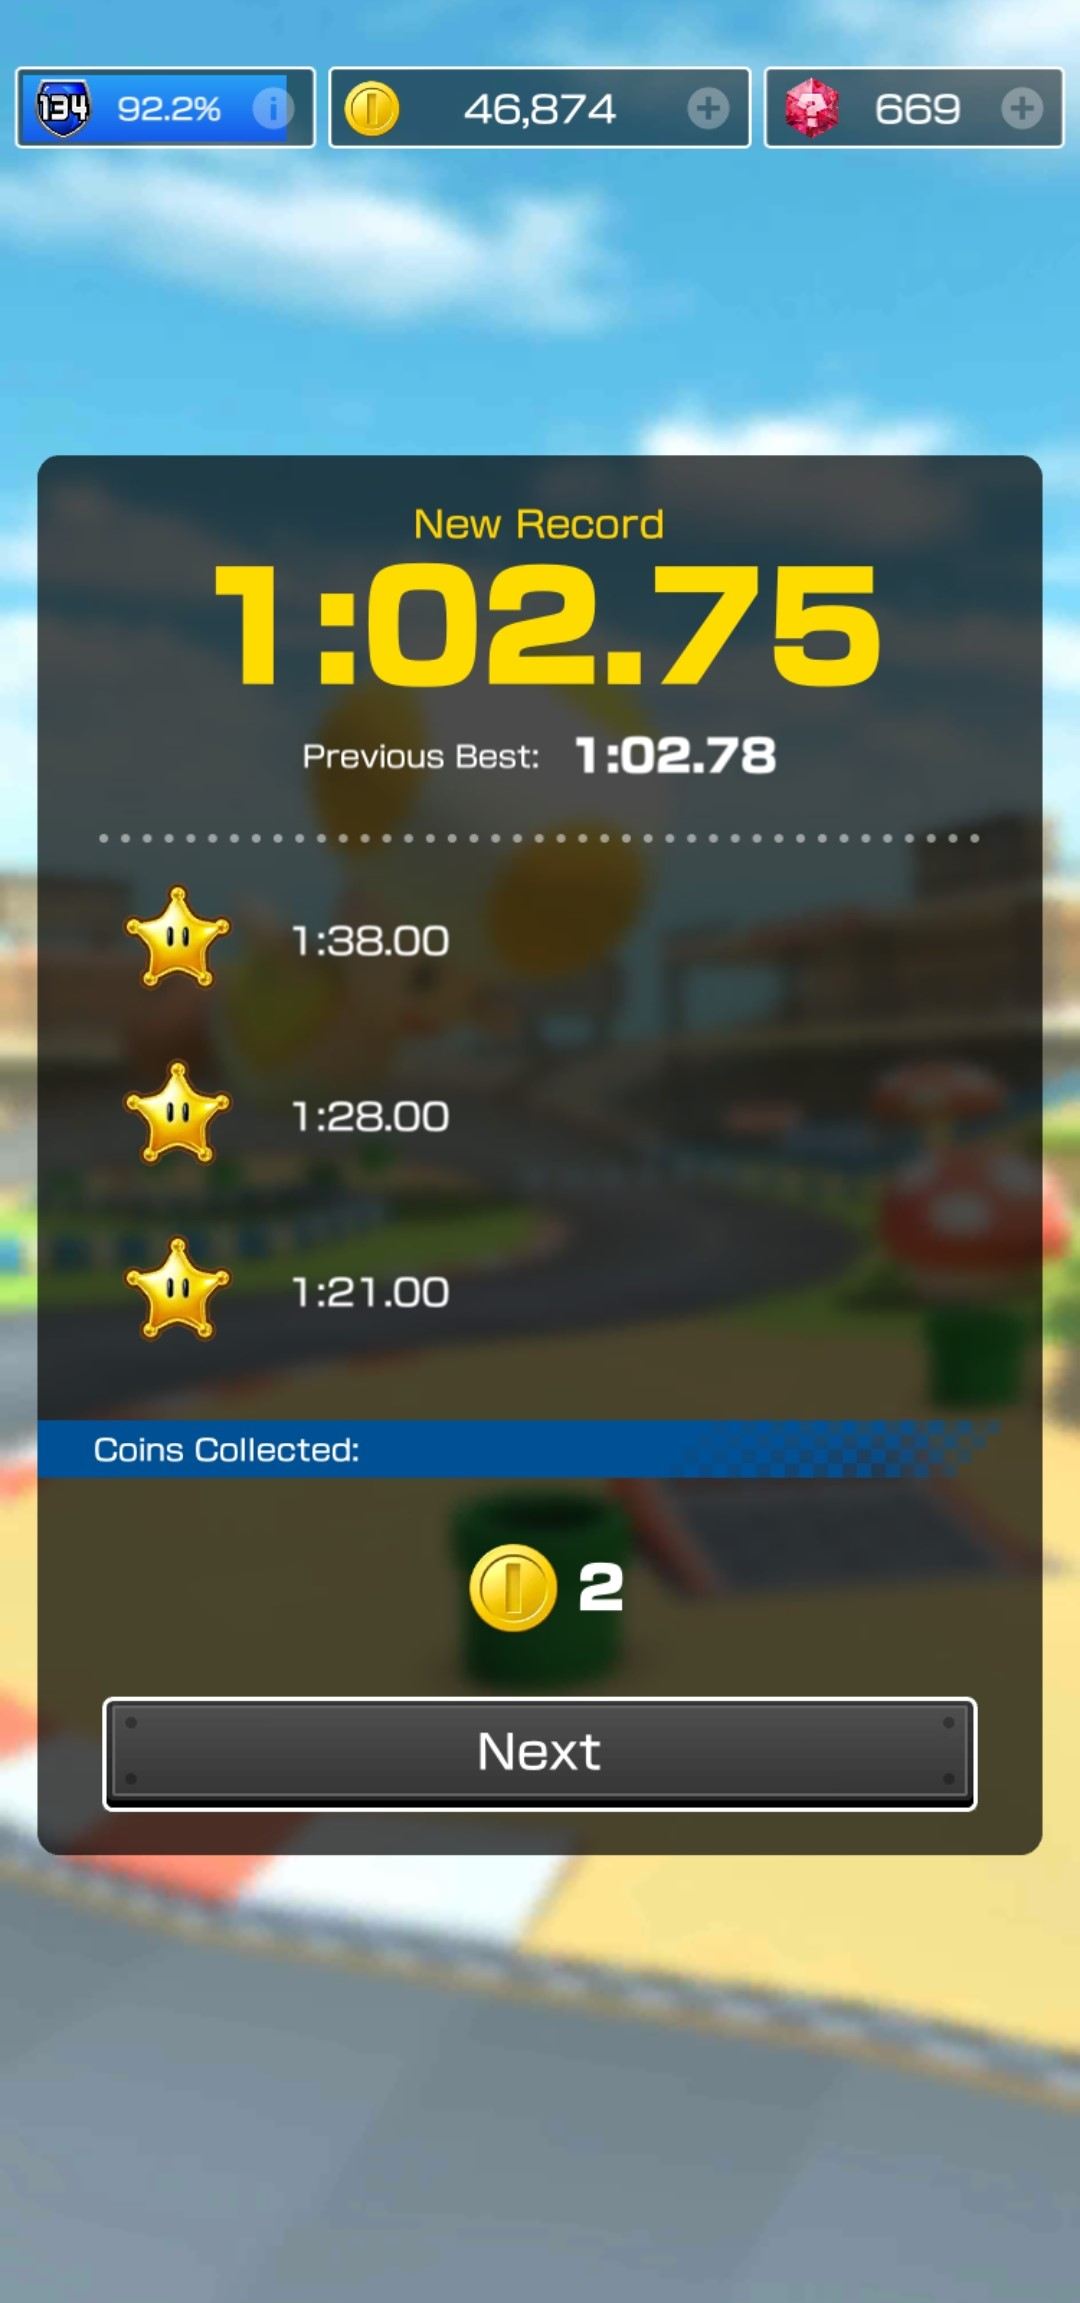 134 92.2% i 46,874 + 669 +
New Record
1:02.75
Previous Best: 1:02.78
1:38.00
1:28.00
1:21.00
Coins Collected:
2
Next